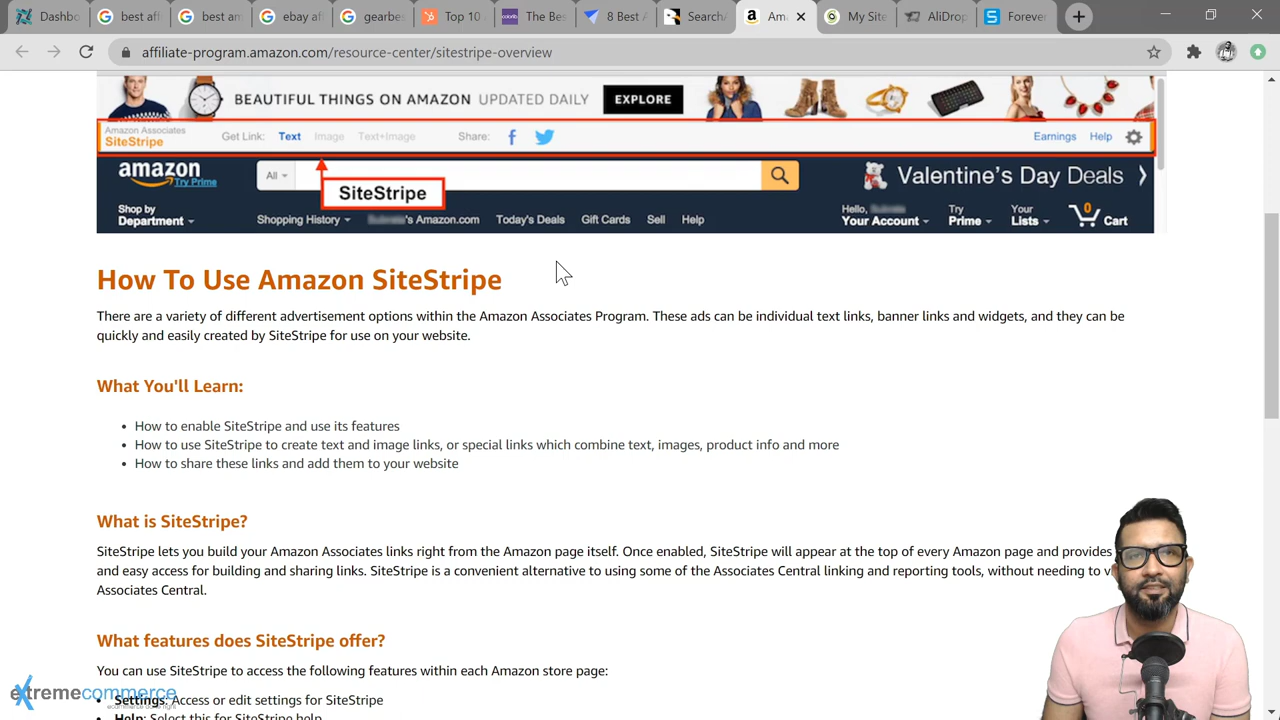 Dashbo
best aff
best am
ebay af
gearbes
Top 10
The Bes
8 Best A
Search/
Am
My Site
AliDrop
Forever
affiliate-program.amazon.com/resource-center/sitestripe-overview
BEAUTIFUL THINGS ON AMAZON UPDATED DAILY EXPLORE
Amazon Associates
SiteStripe
Get Link: Text Image Text+Image Share: Earnings Help
amazon
Try Prime
All
SiteStripe
Valentine's Day Deals
Shop by
Department
Shopping History
's Amazon.com Today's Deals Gift Cards Sell Help
Hello,
Your Account
Try
Prime
Your
Lists
0
Cart
How To Use Amazon SiteStripe
There are a variety of different advertisement options within the Amazon Associates Program. These ads can be individual text links, banner links and widgets, and they can be
quickly and easily created by SiteStripe for use on your website.
What You'll Learn:
• How to enable SiteStripe and use its features
• How to use SiteStripe to create text and image links, or special links which combine text, images, product info and more
• How to share these links and add them to your website
What is SiteStripe?
SiteStripe lets you build your Amazon Associates links right from the Amazon page itself. Once enabled, SiteStripe will appear at the top of every Amazon page and provides
and easy access for building and sharing links. SiteStripe is a convenient alternative to using some of the Associates Central linking and reporting tools, without needing to v
Associates Central.
What features does SiteStripe offer?
You can use SiteStripe to access the following features within each Amazon store page:
• Settings: Access or edit settings for SiteStripe
• Help: Select this for SiteStripe help
extremecommerce